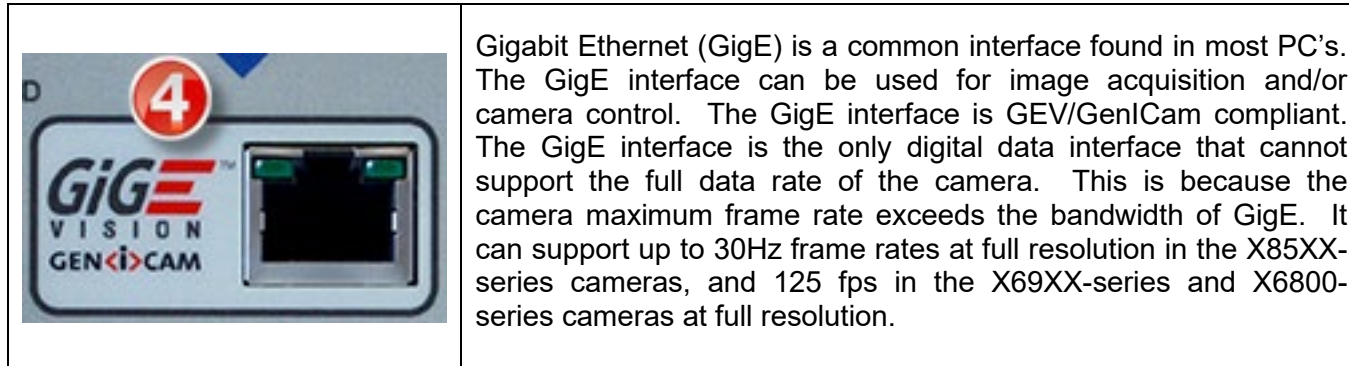 D
4
GiGE™
VISION
GEN<i>CAM
Gigabit Ethernet (GigE) is a common interface found in most PC’s.
The GigE interface can be used for image acquisition and/or
camera control.  The GigE interface is GEV/GenICam compliant.
The GigE interface is the only digital data interface that cannot
support the full data rate of the camera.  This is because the
camera maximum frame rate exceeds the bandwidth of GigE.  It
can support up to 30Hz frame rates at full resolution in the X85XX-
series cameras, and 125 fps in the X69XX-series and X6800-
series cameras at full resolution.